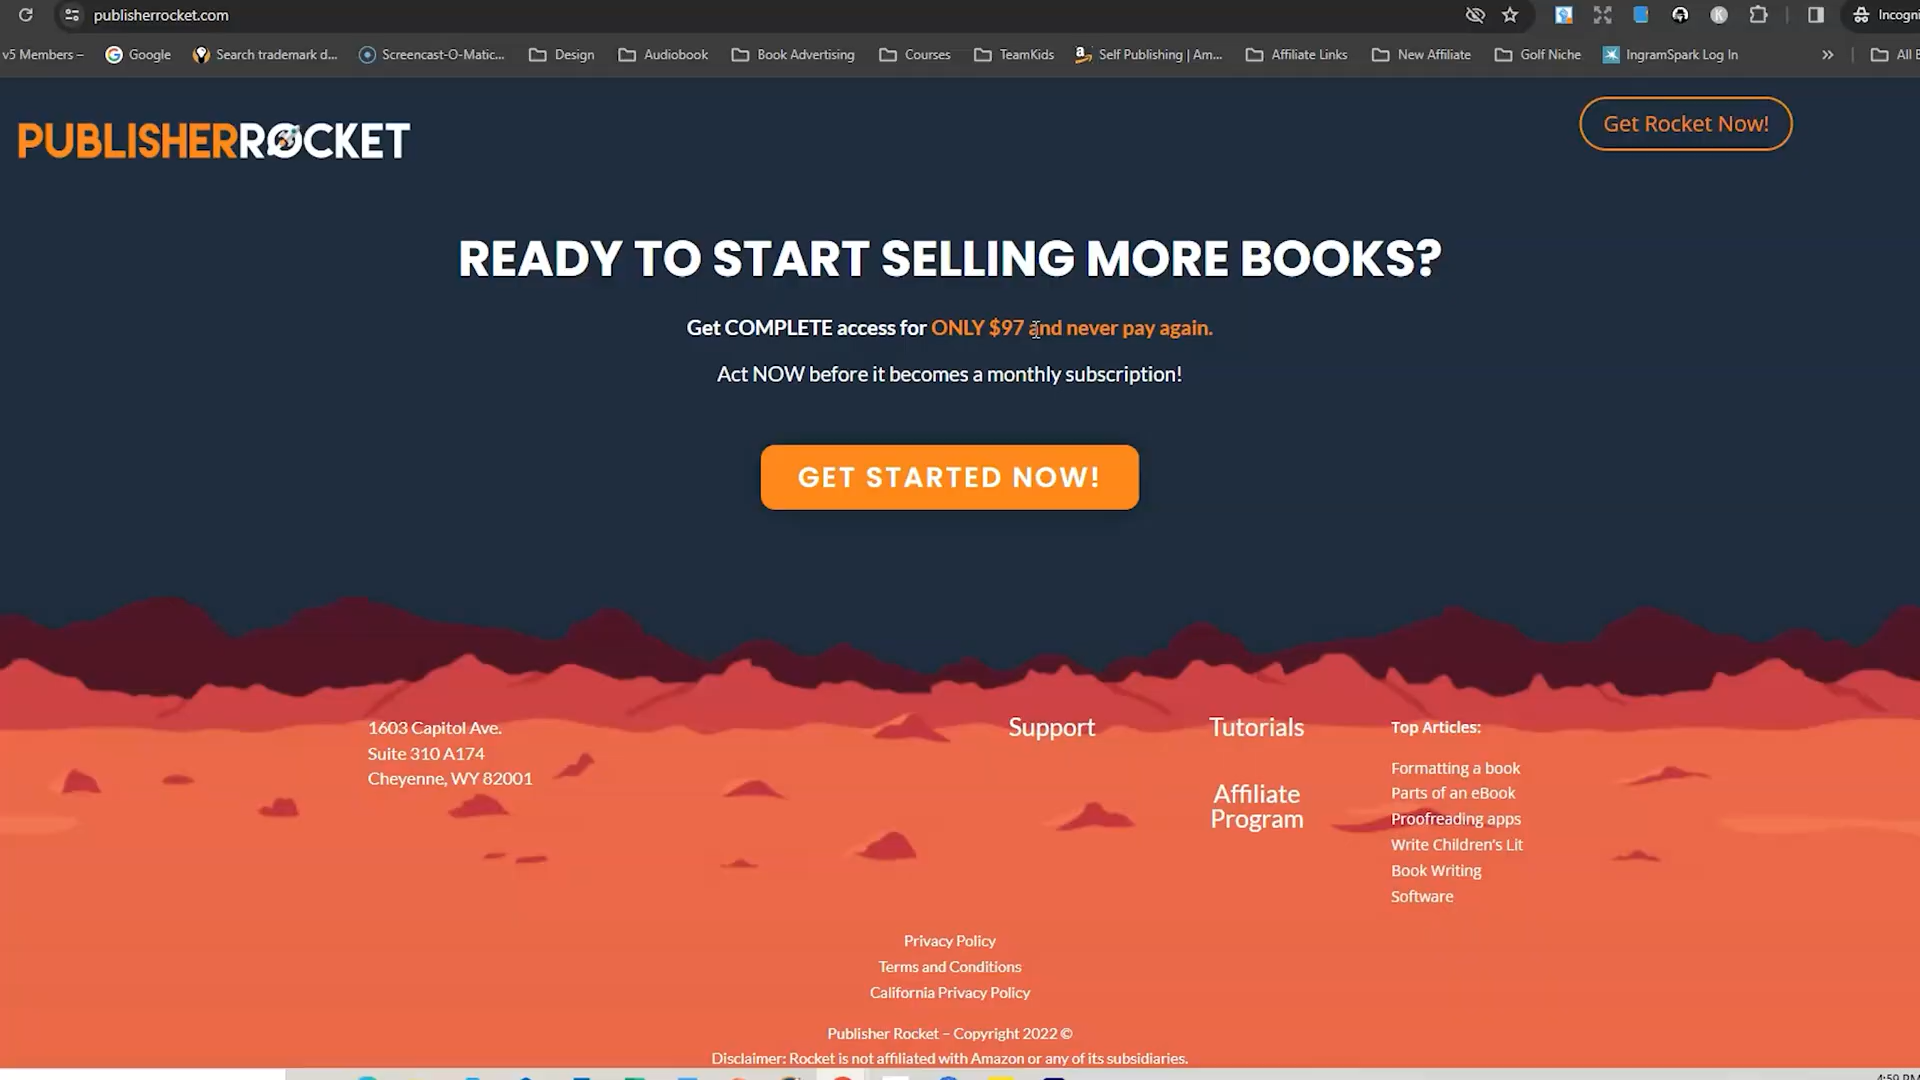 publisherrocket.com
Incogni
v5 Members –
Google
Search trademark d...
Screencast-O-Matic...
Design
Audiobook
Book Advertising
Courses
TeamKids
Self Publishing | Am...
Affiliate Links
New Affiliate
Golf Niche
IngramSpark Log In
»
All B
PUBLISHERROCKET
Get Rocket Now!
READY TO START SELLING MORE BOOKS?
Get COMPLETE access for ONLY $97 and never pay again.
Act NOW before it becomes a monthly subscription!
GET STARTED NOW!
1603 Capitol Ave.
Suite 310 A174
Cheyenne, WY 82001
Support
Tutorials
Affiliate
Program
Top Articles:
Formatting a book
Parts of an eBook
Proofreading apps
Write Children's Lit
Book Writing
Software
Privacy Policy
Terms and Conditions
California Privacy Policy
Publisher Rocket – Copyright 2022 ©
Disclaimer: Rocket is not affiliated with Amazon or any of its subsidiaries.
4:59 PM